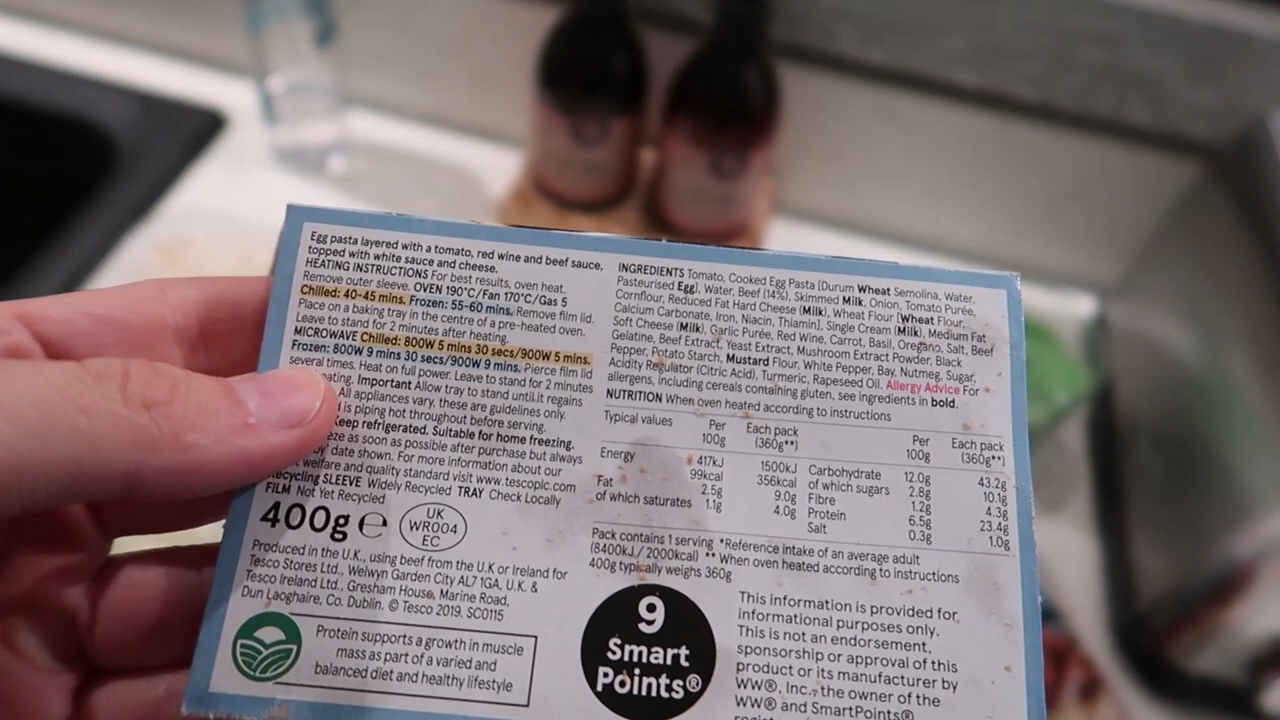 Egg pasta layered with a tomato, red wine and beef sauce,
topped with white sauce and cheese.
HEATING INSTRUCTIONS For best results, oven heat.
Remove outer sleeve. OVEN 190°C/Fan 170°C/Gas 5
Chilled: 40-45 mins. Frozen: 55-60 mins. Remove film lid.
Place on a baking tray in the centre of a pre-heated oven.
Leave to stand for 2 minutes after heating.
MICROWAVE Chilled: 800W 5 mins 30 secs/900W 5 mins.
Frozen: 800W 9 mins 30 secs/900W 9 mins. Pierce film lid
several times. Heat on full power. Leave to stand for 2 minutes
Important Allow tray to stand until it regains
All appliances vary, these are guidelines only.
is piping hot throughout before serving.
Keep refrigerated. Suitable for home freezing.
as soon as possible after purchase but always
date shown. For more information about our
welfare and quality standard visit www.tescoplc.com
Recycling SLEEVE Widely Recycled TRAY Check Locally
FILM Not Yet Recycled
400g ℮
UK
WR004
EC
Produced in the U.K., using beef from the U.K or Ireland for
Tesco Stores Ltd., Welwyn Garden City AL7 1GA, U.K. &
Tesco Ireland Ltd., Gresham House, Marine Road,
Dun Laoghaire, Co. Dublin. © Tesco 2019. SC0115
Protein supports a growth in muscle
mass as part of a varied and
balanced diet and healthy lifestyle
INGREDIENTS Tomato, Cooked Egg Pasta [Durum Wheat Semolina, Water,
Pasteurised Egg], Water, Beef (14%), Skimmed Milk, Onion, Tomato Purée,
Cornflour, Reduced Fat Hard Cheese (Milk), Wheat Flour [Wheat Flour,
Calcium Carbonate, Iron, Niacin, Thiamin], Single Cream (Milk), Medium Fat
Soft Cheese (Milk), Garlic Purée, Red Wine, Carrot, Basil, Oregano, Salt, Beef
Gelatine, Beef Extract, Yeast Extract, Mushroom Extract Powder, Black
Pepper, Potato Starch, Mustard Flour, White Pepper, Bay, Nutmeg, Sugar,
Acidity Regulator (Citric Acid), Turmeric, Rapeseed Oil. Allergy Advice For
allergens, including cereals containing gluten, see ingredients in bold.
NUTRITION When oven heated according to instructions
Typical values Per 100g Each pack (360g**) Per 100g Each pack (360g**)
Energy 417kJ 1500kJ Carbohydrate 12.0g 43.2g
99kcal 356kcal of which sugars 2.8g 10.1g
Fat 2.5g 9.0g Fibre 1.2g 4.3g
of which saturates 1.1g 4.0g Protein 6.5g 23.4g
Salt 0.3g 1.0g
Pack contains 1 serving *Reference intake of an average adult
(8400kJ / 2000kcal) ** When oven heated according to instructions
400g typically weighs 360g
9
Smart
Points®
This information is provided for
informational purposes only.
This is not an endorsement,
sponsorship or approval of this
product or its manufacturer by
WW®, Inc., the owner of the
WW® and SmartPoints®